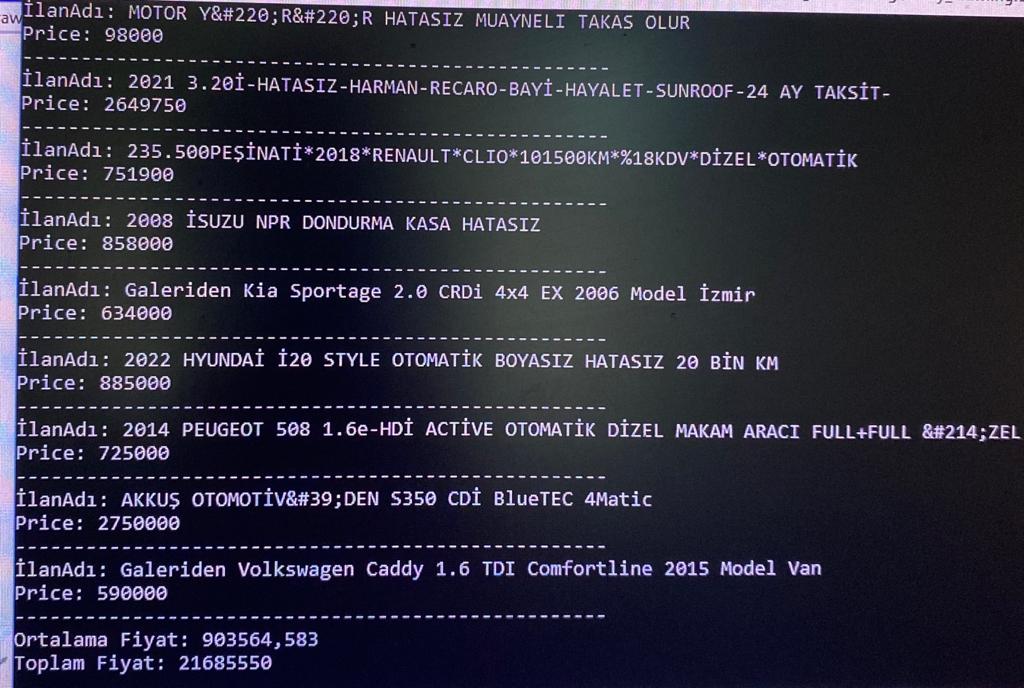 İlanAdı: MOTOR Y&#220;R&#220;R HATASIZ MUAYNELİ TAKAS OLUR
Price: 98000
--------------------------------------------------
İlanAdı: 2021 3.20İ-HATASIZ-HARMAN-RECARO-BAYİ-HAYALET-SUNROOF-24 AY TAKSİT-
Price: 2649750
--------------------------------------------------
İlanAdı: 235.500PEŞİNATİ*2018*RENAULT*CLIO*101500KM*%18KDV*DİZEL*OTOMATİK
Price: 751900
--------------------------------------------------
İlanAdı: 2008 İSUZU NPR DONDURMA KASA HATASIZ
Price: 858000
--------------------------------------------------
İlanAdı: Galeriden Kia Sportage 2.0 CRDi 4x4 EX 2006 Model İzmir
Price: 634000
--------------------------------------------------
İlanAdı: 2022 HYUNDAİ İ20 STYLE OTOMATİK BOYASIZ HATASIZ 20 BİN KM
Price: 885000
--------------------------------------------------
İlanAdı: 2014 PEUGEOT 508 1.6e-HDİ ACTİVE OTOMATİK DİZEL MAKAM ARACI FULL+FULL &#214;ZEL
Price: 725000
--------------------------------------------------
İlanAdı: AKKUŞ OTOMOTİV&#39;DEN S350 CDİ BlueTEC 4Matic
Price: 2750000
--------------------------------------------------
İlanAdı: Galeriden Volkswagen Caddy 1.6 TDI Comfortline 2015 Model Van
Price: 590000
--------------------------------------------------
Ortalama Fiyat: 903564,583
Toplam Fiyat: 21685550